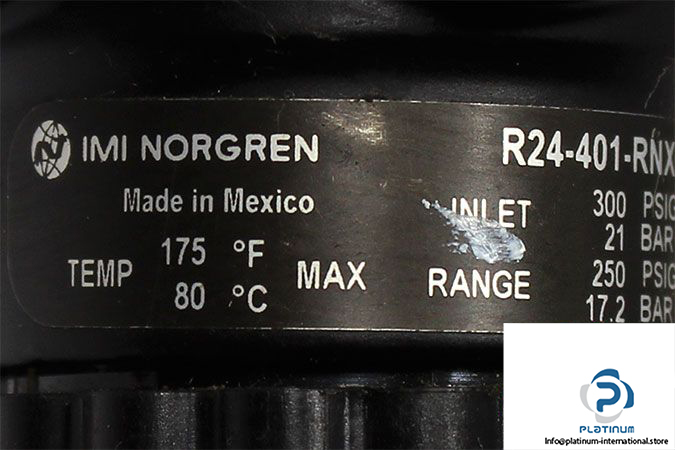 IMI NORGREN
R24-401-RNX
Made in Mexico
TEMP 175 °F
80 °C
MAX
INLET 300 PSIG
21 BAR
RANGE 250 PSIG
17.2 BAR
PLATINUM
Info@platinum-international.store